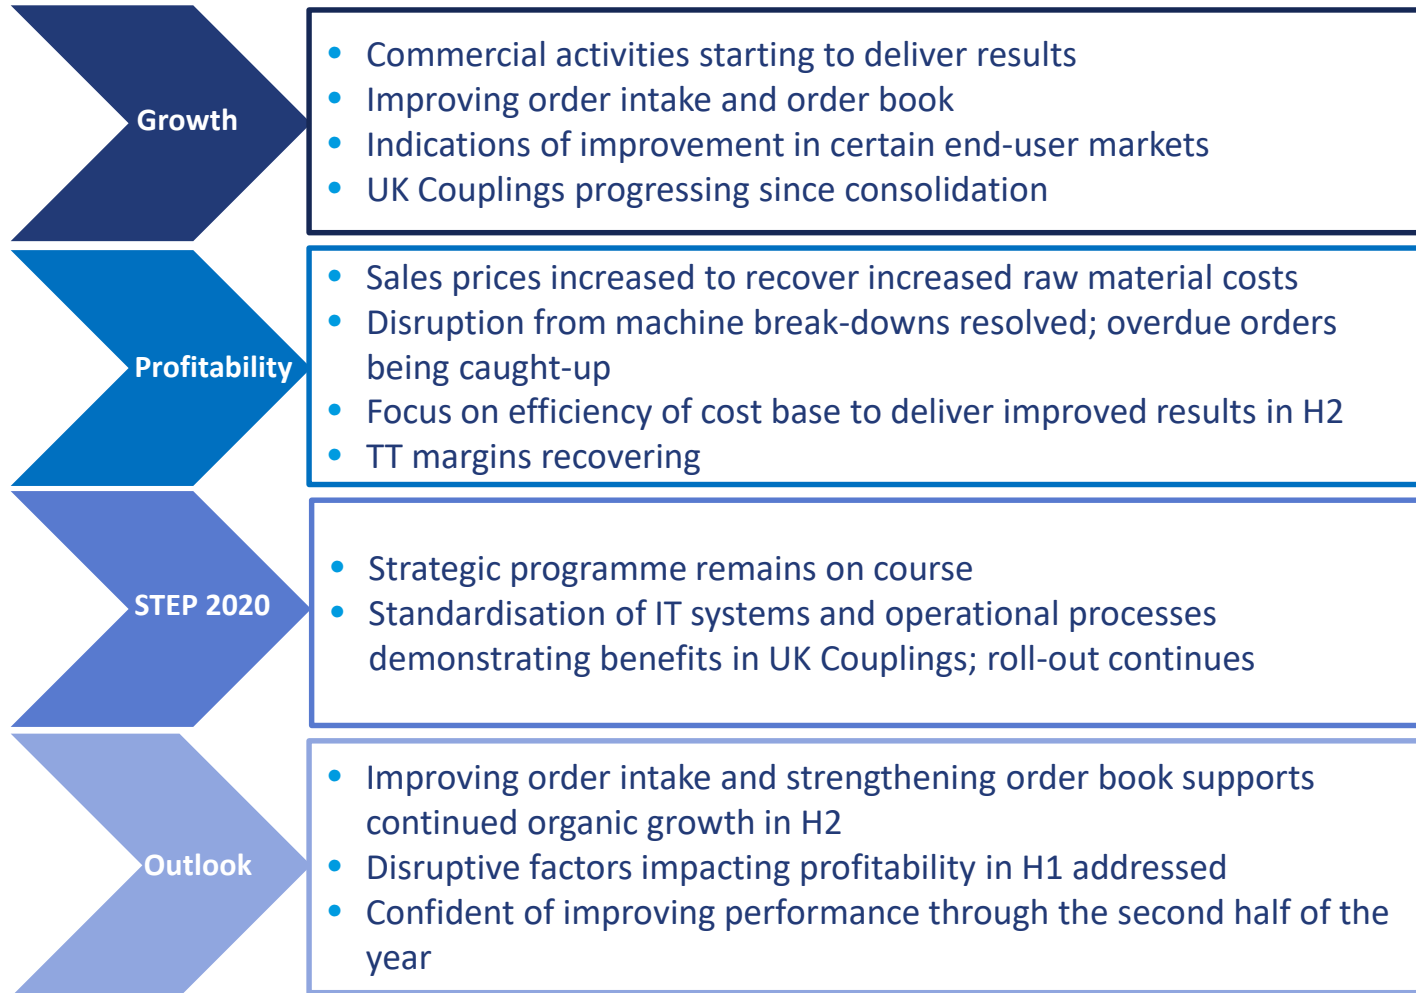 Growth
• Commercial activities starting to deliver results
• Improving order intake and order book
• Indications of improvement in certain end-user markets
• UK Couplings progressing since consolidation
Profitability
• Sales prices increased to recover increased raw material costs
• Disruption from machine break-downs resolved; overdue orders
being caught-up
• Focus on efficiency of cost base to deliver improved results in H2
• TT margins recovering
STEP 2020
• Strategic programme remains on course
• Standardisation of IT systems and operational processes
demonstrating benefits in UK Couplings; roll-out continues
Outlook
• Improving order intake and strengthening order book supports
continued organic growth in H2
• Disruptive factors impacting profitability in H1 addressed
• Confident of improving performance through the second half of the
year